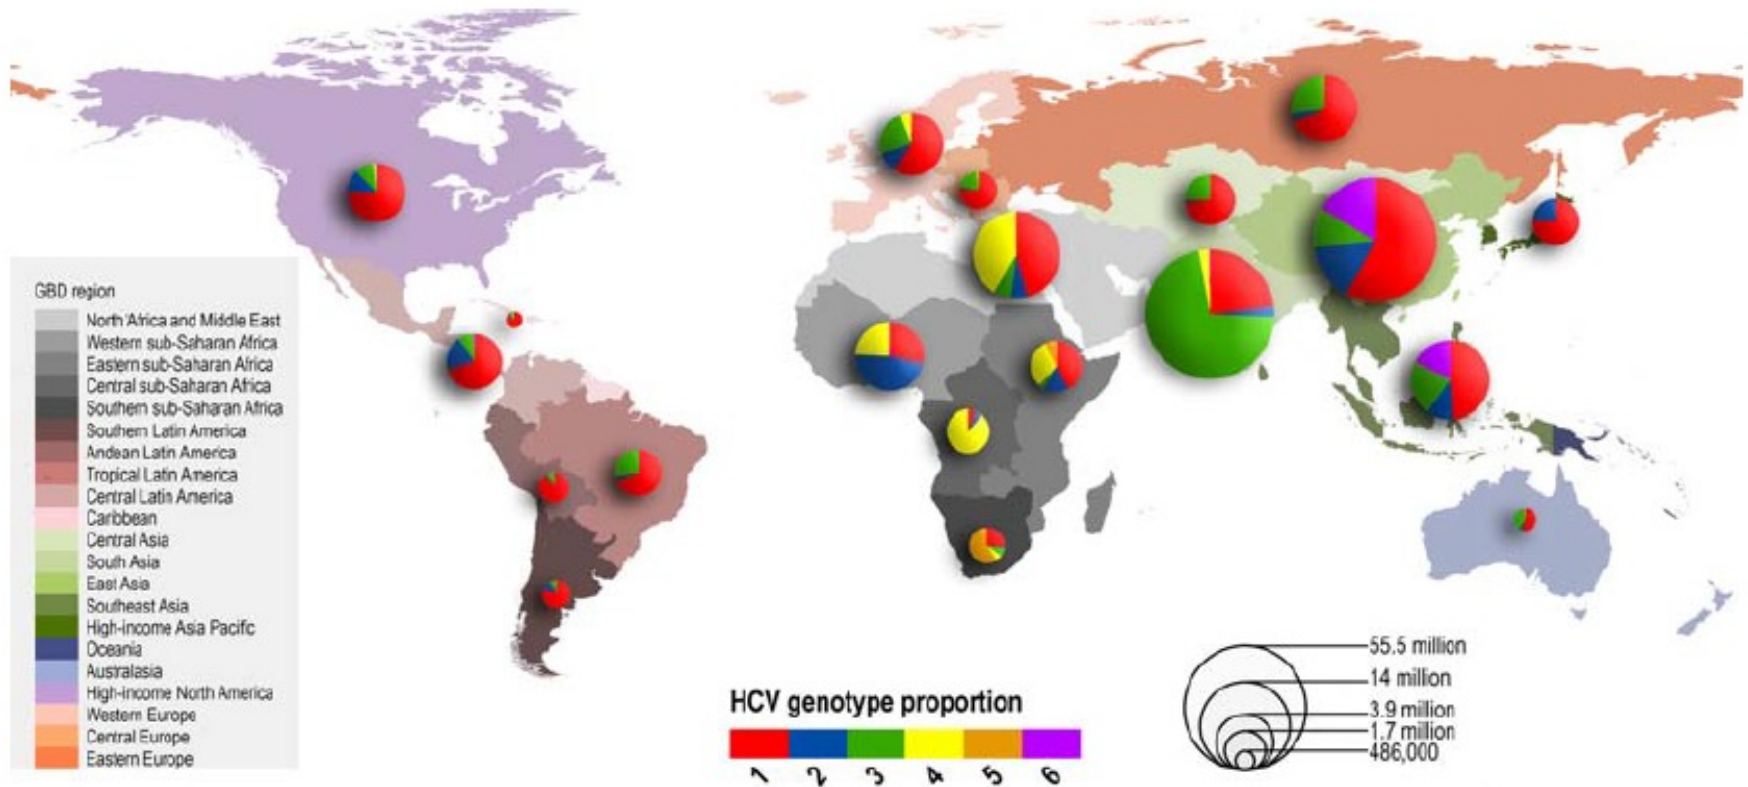 GBD region
North Africa and Middle East
Western sub-Saharan Africa
Eastern sub-Saharan Africa
Central sub-Saharan Africa
Southern sub-Saharan Africa
Southern Latin America
Andean Latin America
Tropical Latin America
Central Latin America
Caribbean
Central Asia
South Asia
East Asia
Southeast Asia
High-income Asia Pacific
Oceania
Australasia
High-income North America
Western Europe
Central Europe
Eastern Europe
HCV genotype proportion
1 2 3 4 5 6
55.5 million
14 million
3.9 million
1.7 million
486,000